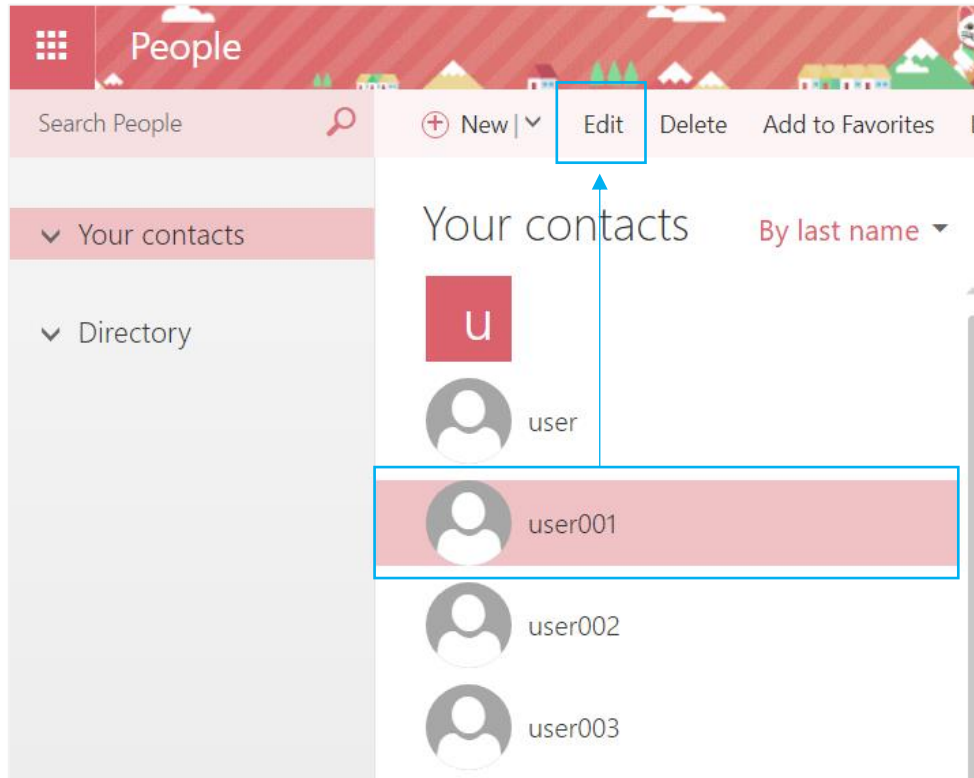 People
Search People
New | Edit Delete Add to Favorites
Your contacts
Directory
Your contacts By last name
u
user
user001
user002
user003